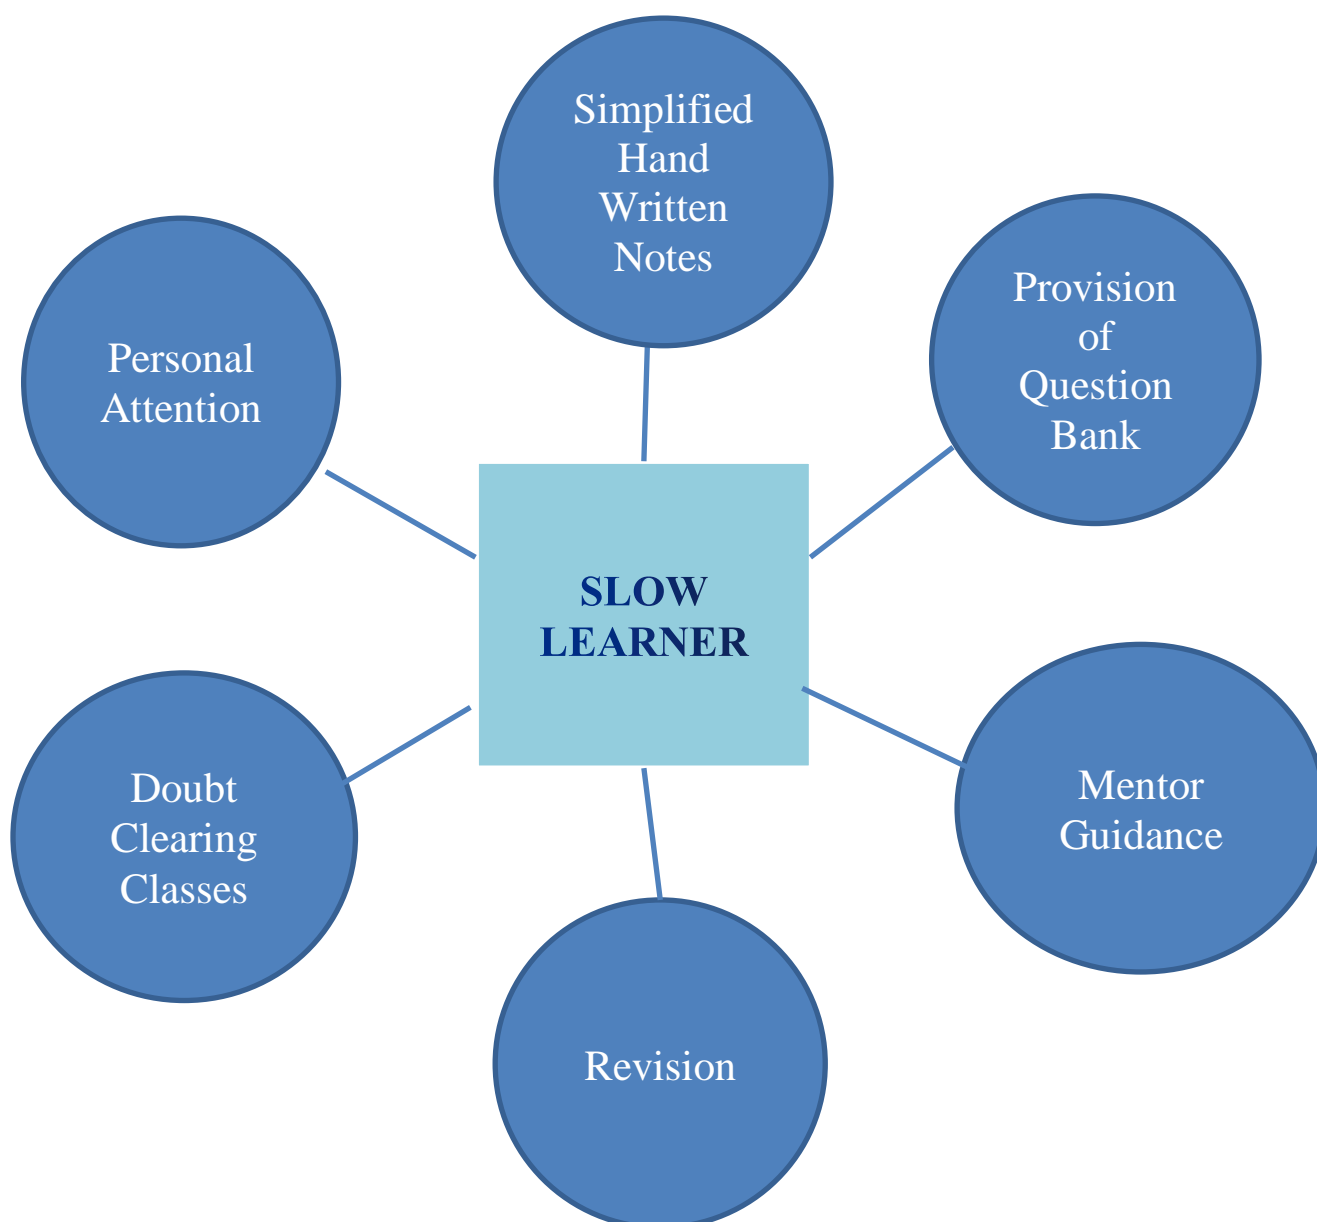 Simplified
Hand
Written
Notes
Provision
of
Question
Bank
Personal
Attention
SLOW
LEARNER
Mentor
Guidance
Doubt
Clearing
Classes
Revision